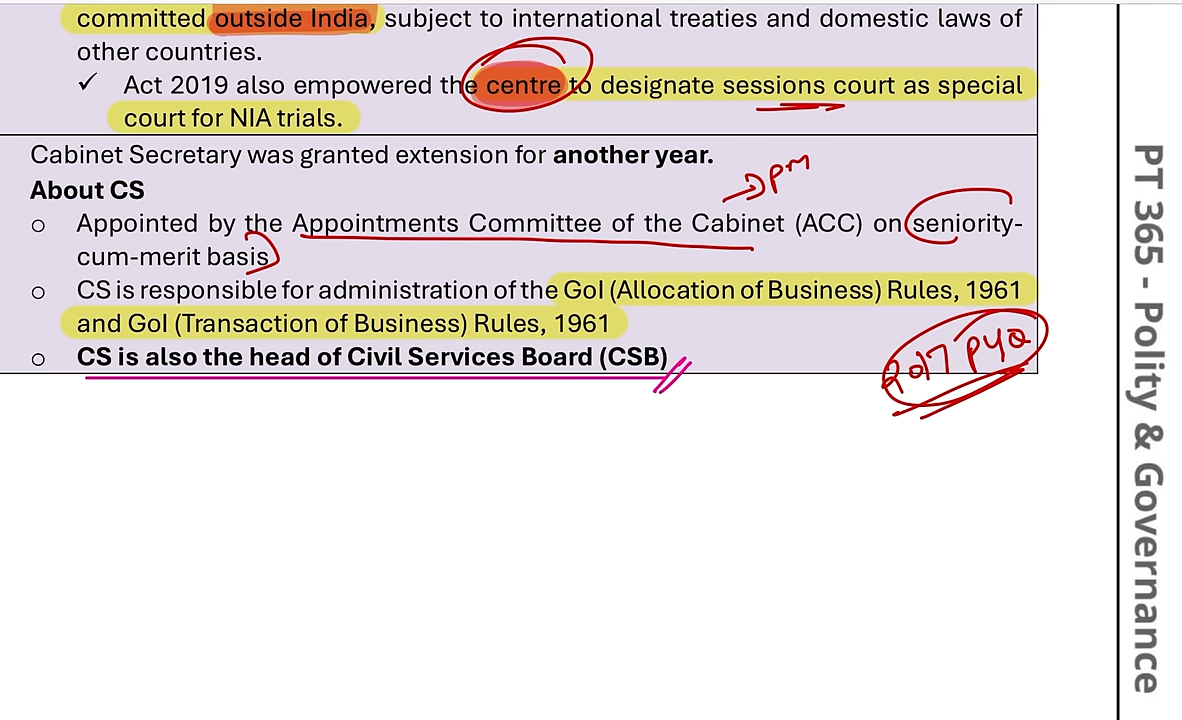 committed outside India, subject to international treaties and domestic laws of
other countries.
✓ Act 2019 also empowered the centre to designate sessions court as special
court for NIA trials.
Cabinet Secretary was granted extension for another year.
→ PM
About CS
o Appointed by the Appointments Committee of the Cabinet (ACC) on seniority-
cum-merit basis
o CS is responsible for administration of the GoI (Allocation of Business) Rules, 1961
and GoI (Transaction of Business) Rules, 1961
o CS is also the head of Civil Services Board (CSB)
2017 PYQ
PT 365 - Polity & Governance